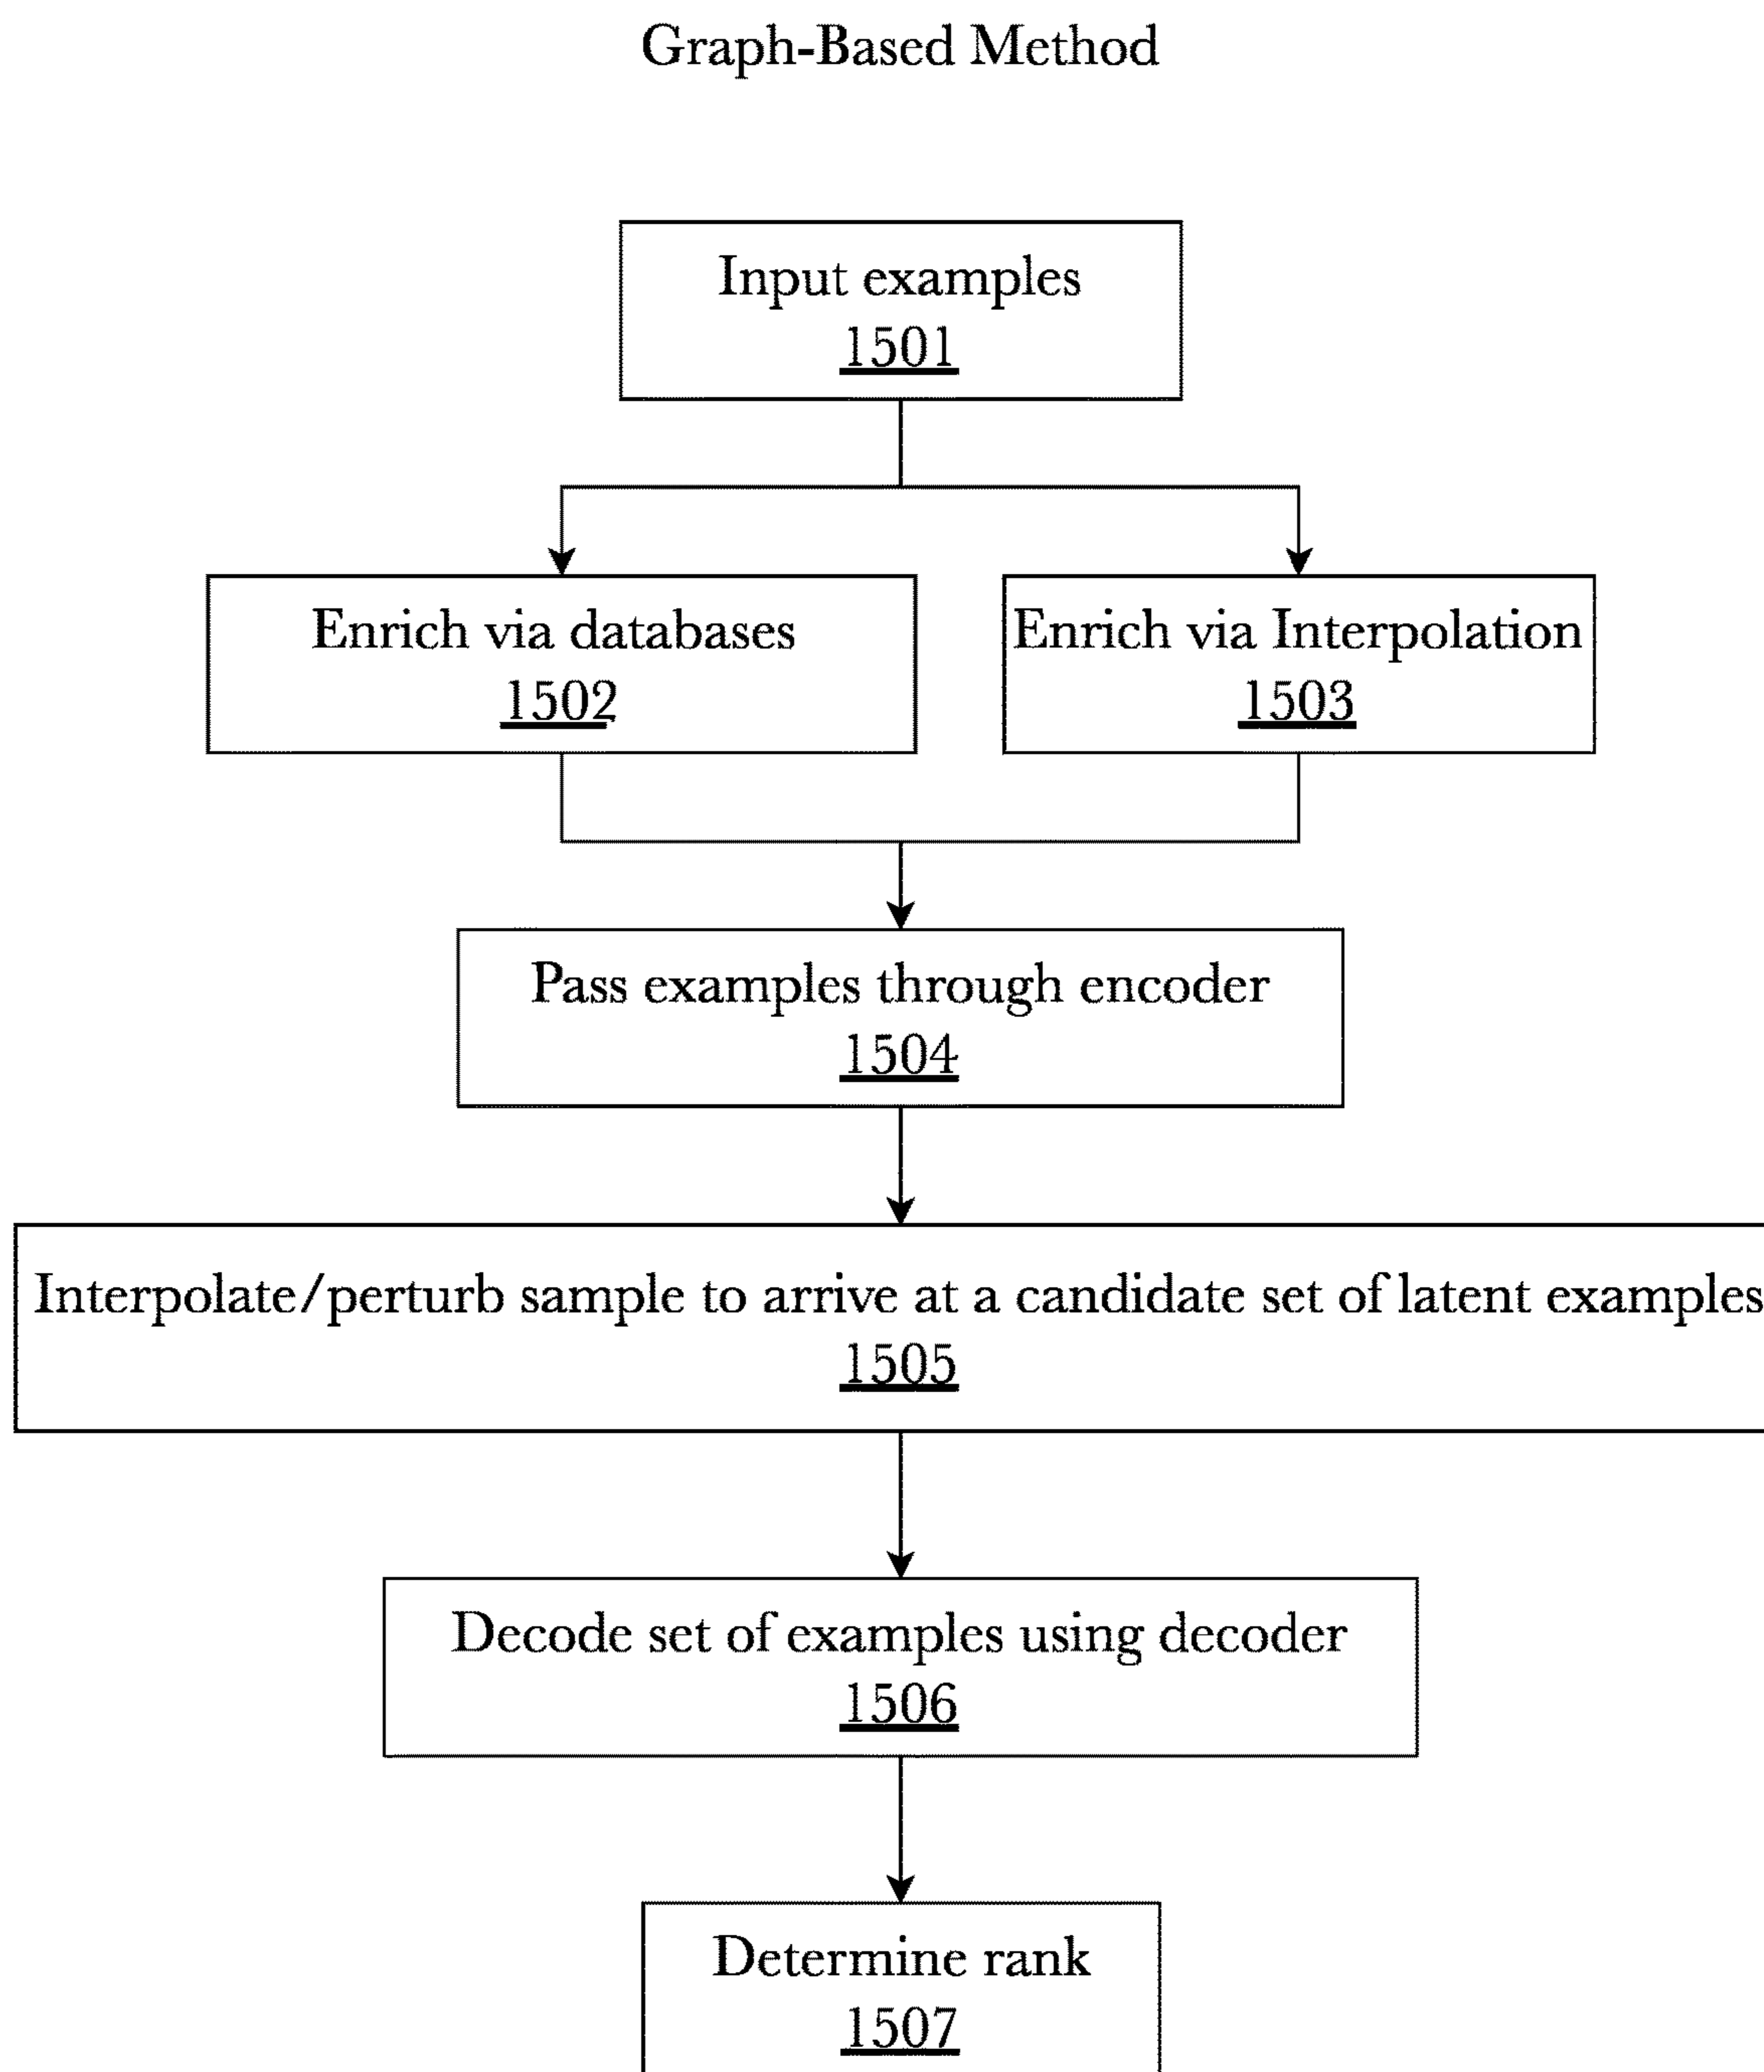 Graph-Based Method
Input examples
1501
Enrich via databases
1502
Enrich via Interpolation
1503
Pass examples through encoder
1504
Interpolate/perturb sample to arrive at a candidate set of latent examples
1505
Decode set of examples using decoder
1506
Determine rank
1507